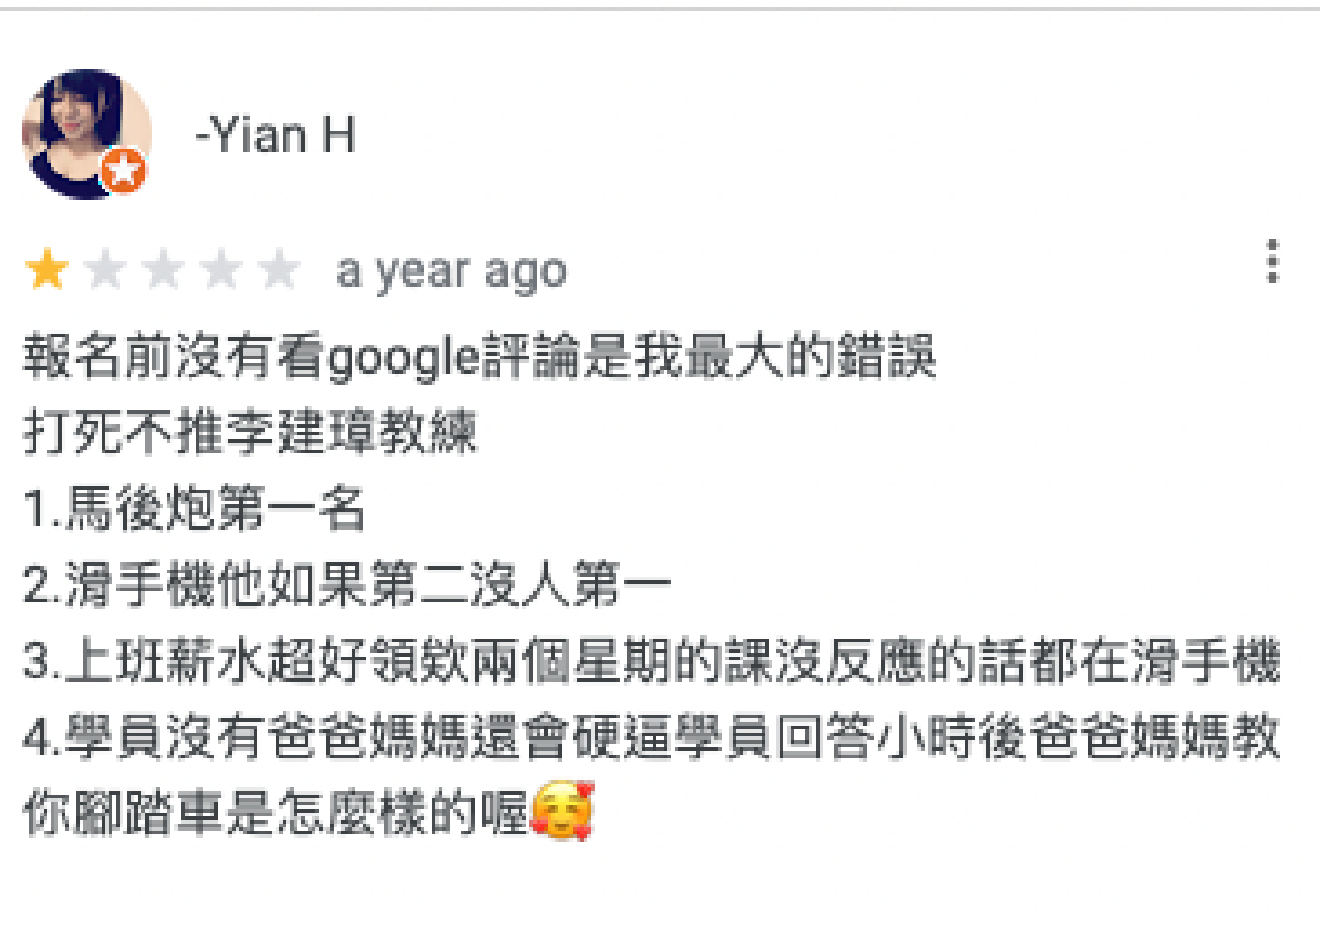 -Yian H
a year ago
報名前沒有看google評論是我最大的錯誤
打死不推李建璋教練
1.馬後炮第一名
2.滑手機他如果第二沒人第一
3.上班薪水超好領欸兩個星期的課沒反應的話都在滑手機
4.學員沒有爸爸媽媽還會硬逼學員回答小時後爸爸媽媽教
你腳踏車是怎麼樣的喔🥰